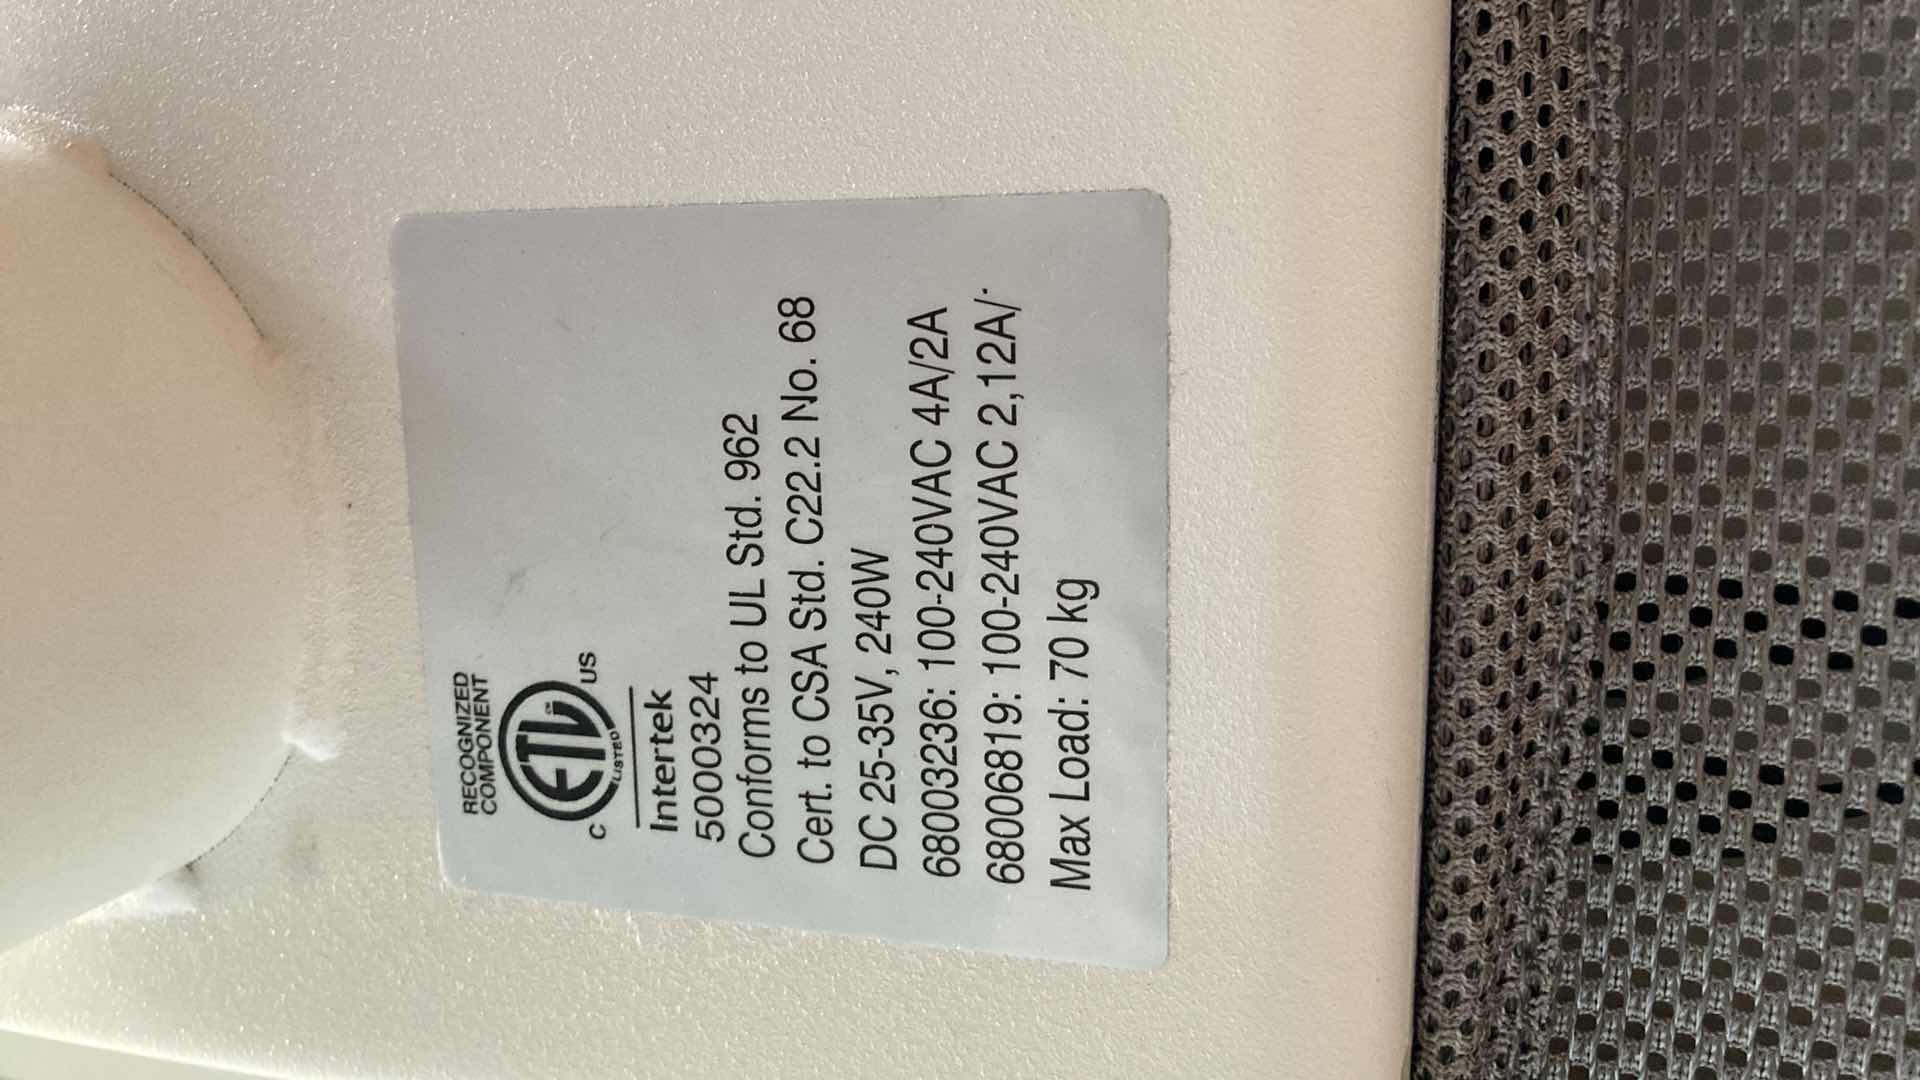 RECOGNIZED
COMPONENT
ETL
LISTED
C US
Intertek
5000324
Conforms to UL Std. 962
Cert. to CSA Std. C22.2 No. 68
DC 25-35V, 240W
68003236: 100-240VAC 4A/2A
68006819: 100-240VAC 2,12A/
Max Load: 70 kg